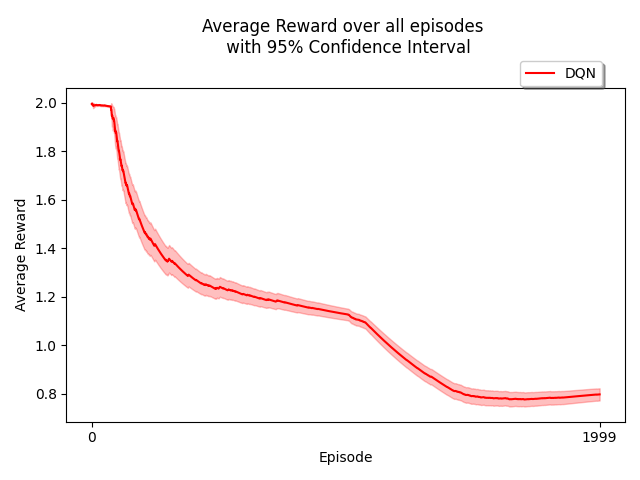 Average Reward over all episodes
with 95% Confidence Interval
DQN
2.0
1.8
1.6
1.4
1.2
1.0
0.8
Average Reward
0
1999
Episode